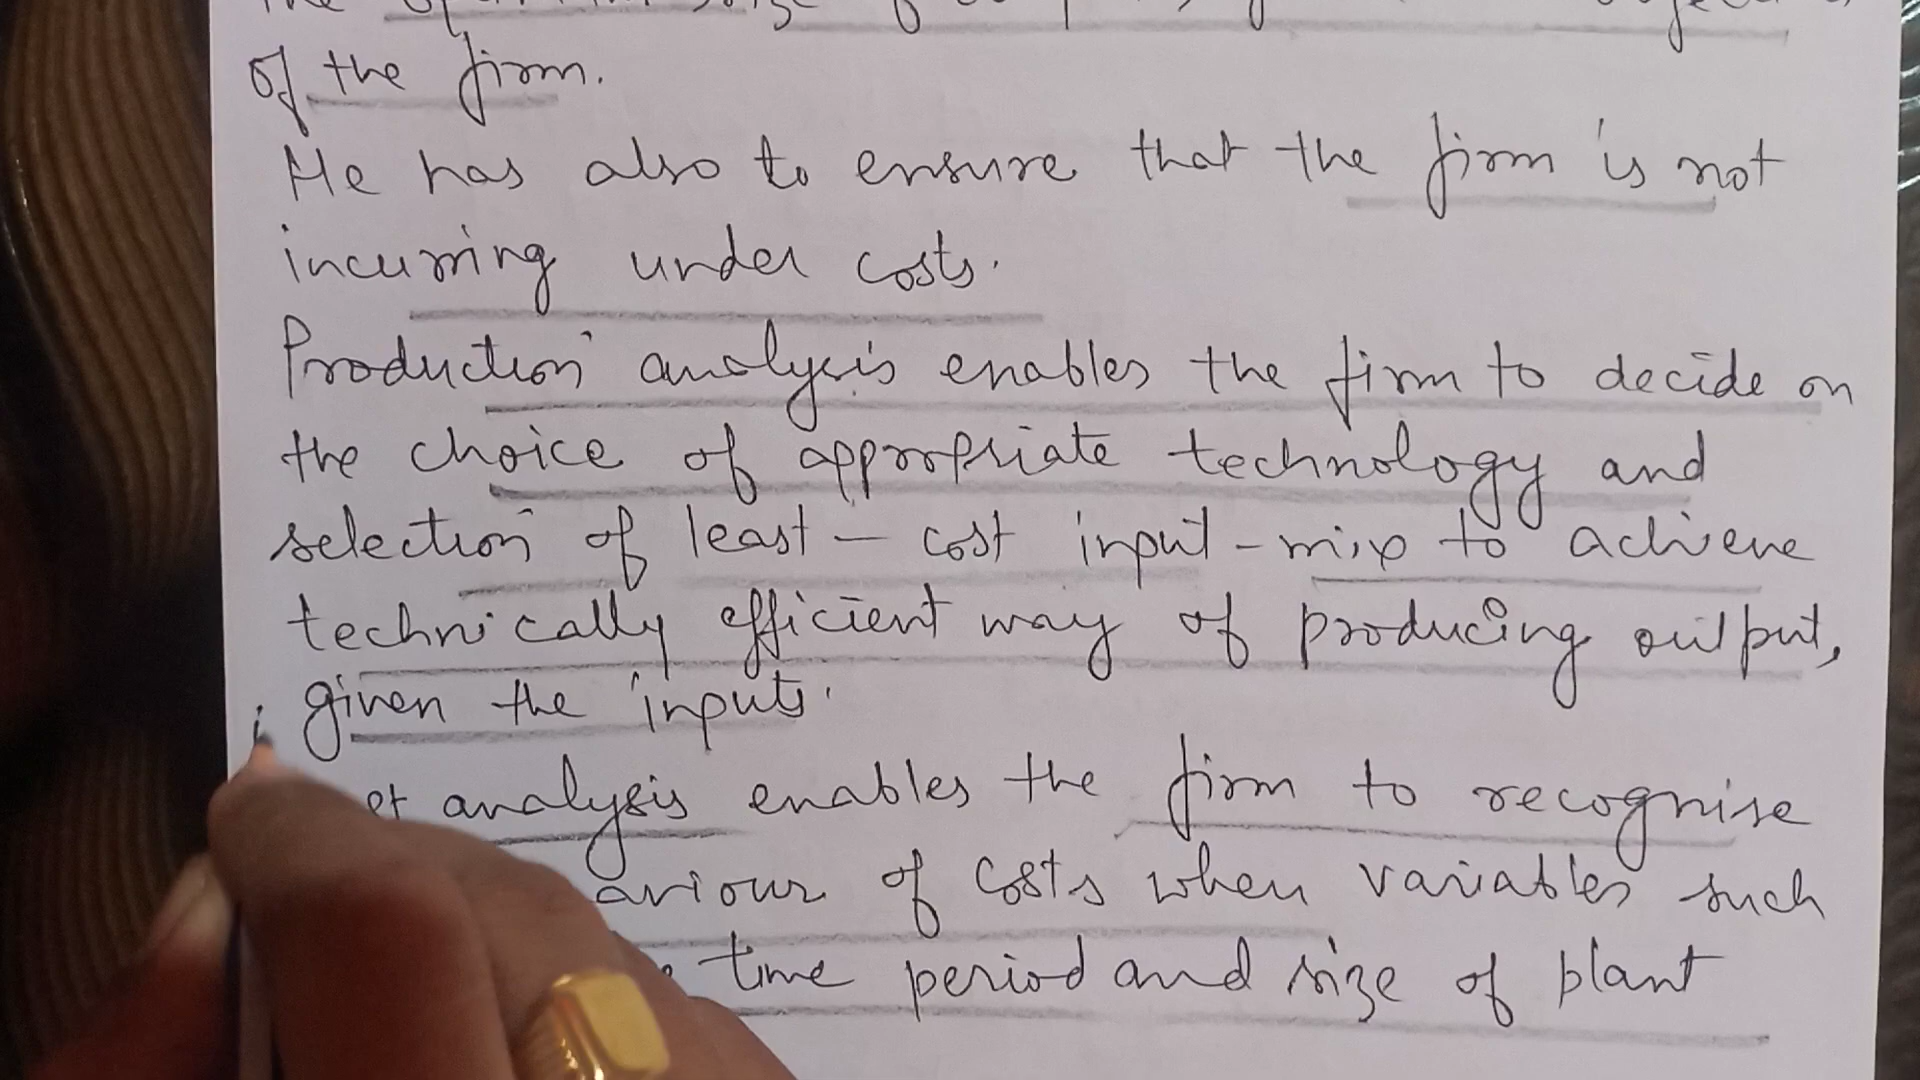 the size of
of the firm.
He has also to ensure that the firm is not
incurring under costs.
Production analysis enables the firm to decide on
the choice of appropriate technology and
selection of least - cost input - mix to achieve
technically efficient way of producing output,
given the inputs.
analysis enables the firm to recognise
of costs when variables such
time period and size of plant